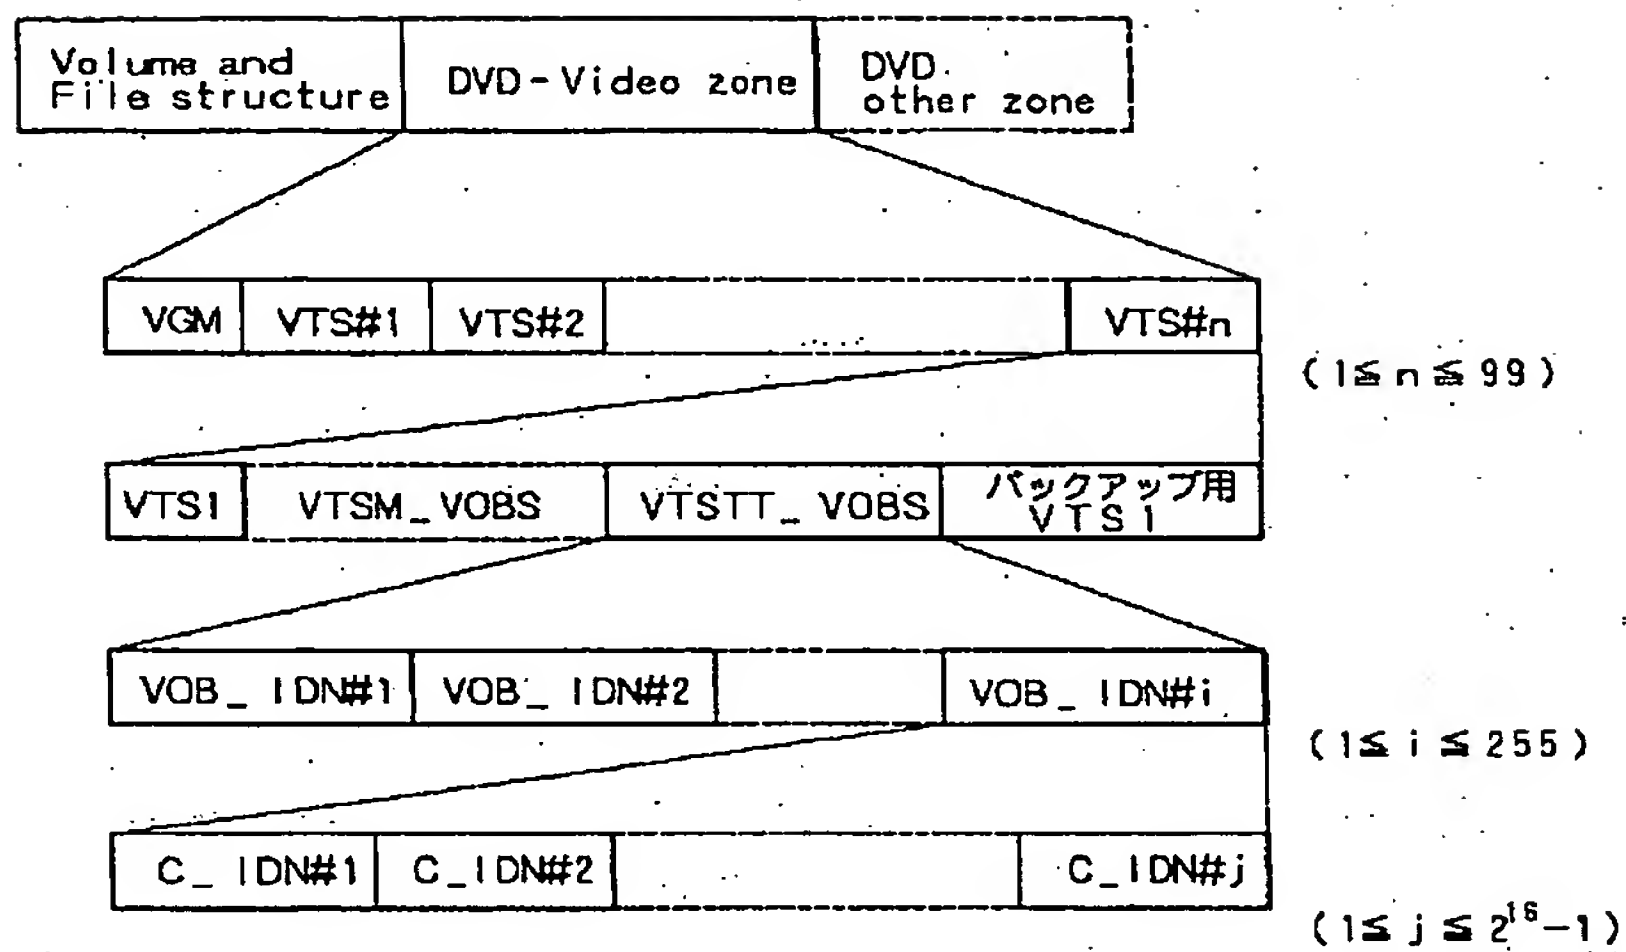 Volume and
File structure
DVD-Video zone
DVD
other zone
VGM
VTS#1
VTS#2
.....
VTS#n
(1≦n≦99)
VTSI
VTSM_VOBS
VTSTT_VOBS
バックアップ用
VTSI
VOB_IDN#1
VOB_IDN#2
VOB_IDN#i
(1≦i≦255)
C_IDN#1
C_IDN#2
C_IDN#j
(1≦j≦2¹⁶−1)